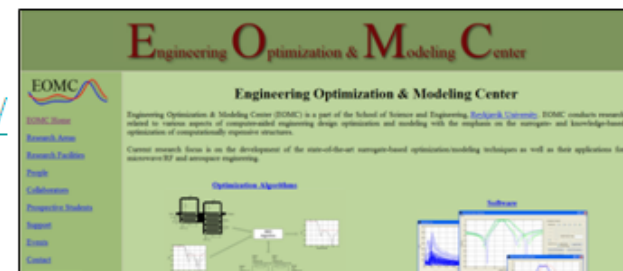 Engineering Optimization & Modeling Center
EOMC
Engineering Optimization & Modeling Center
EOMC Home
Engineering Optimization & Modeling Center (EOMC) is a part of the School of Science and Engineering, Reykjavik University. EOMC conducts research
related to various aspects of computer-aided engineering design optimization and modeling with the emphasis on the surrogate- and knowledge-based
optimization of computationally expensive structures.
Research Areas
Research Facilities
Current research focus is on the development of the state-of-the-art surrogate-based optimization/modeling techniques as well as their applications for
microwave/RF and aerospace engineering.
People
Collaborators
Prospective Students
Support
Events
Contact
Optimization Algorithms
Software